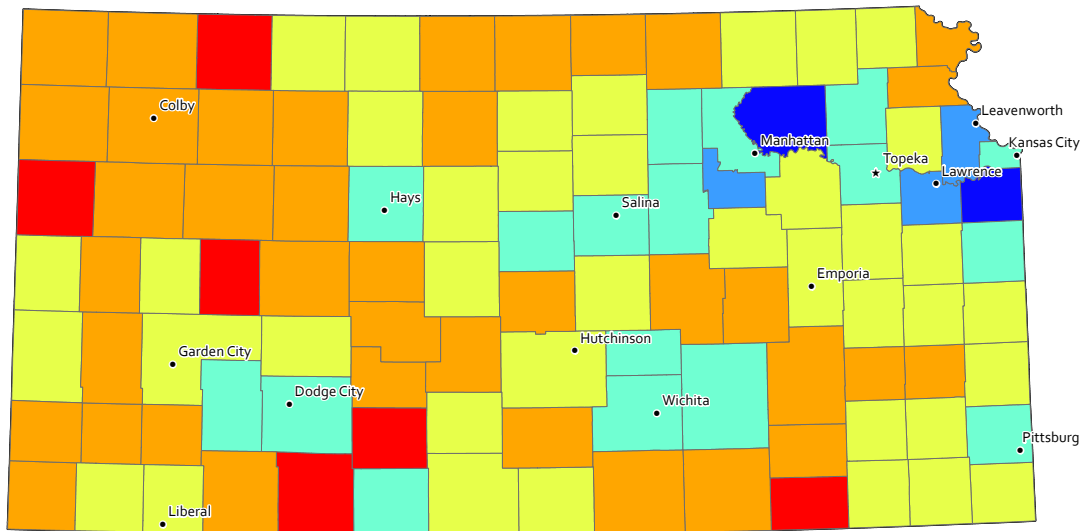 Colby
Leavenworth
Manhattan
Kansas City
Topeka
Lawrence
Hays
Salina
Emporia
Hutchinson
Garden City
Dodge City
Wichita
Pittsburg
Liberal